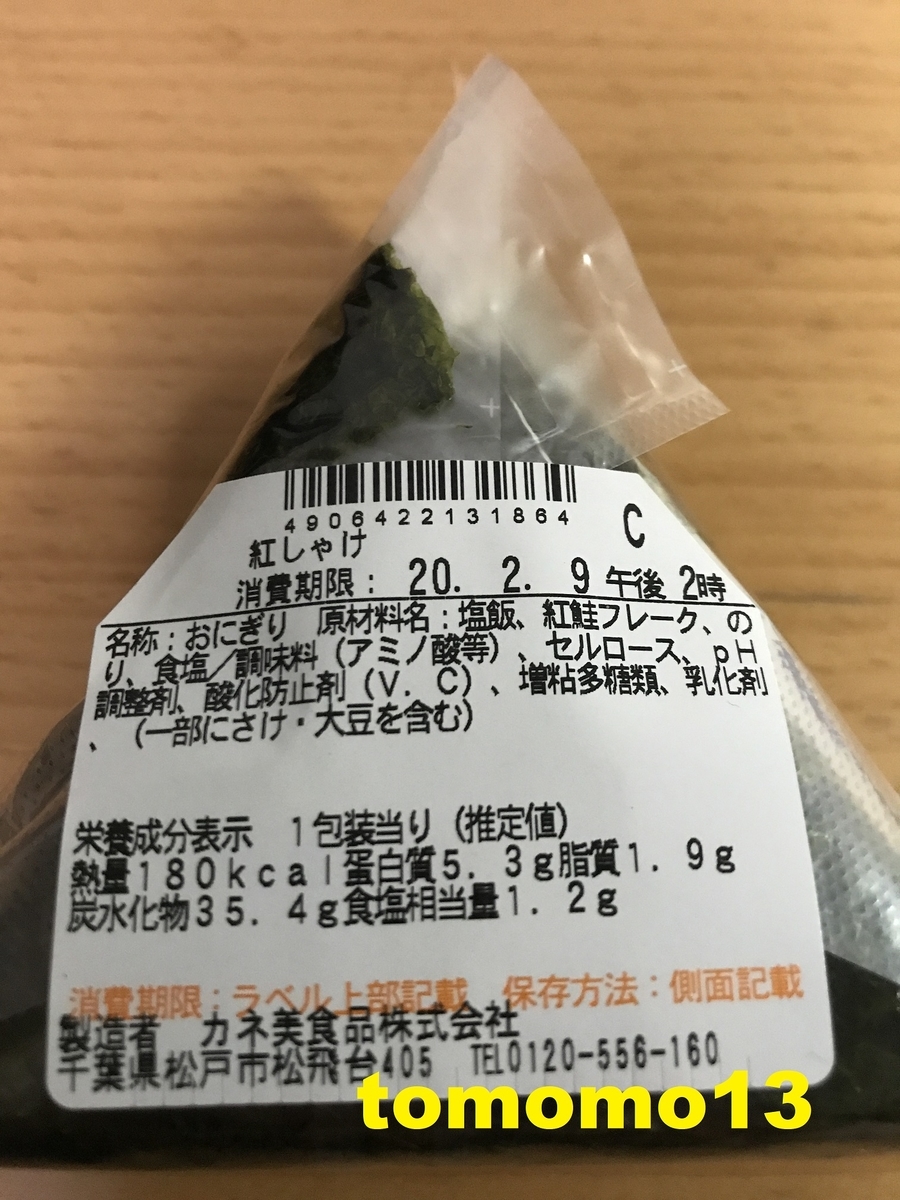 4906422131864
C
紅しゃけ
消費期限： 20. 2. 9 午後 2時
名称：おにぎり 原材料名：塩飯、紅鮭フレーク、の
り、食塩／調味料（アミノ酸等）、セルロース、pH
調整剤、酸化防止剤（V．C）、増粘多糖類、乳化剤
、（一部にさけ・大豆を含む）
栄養成分表示 1包装当り（推定値）
熱量180kcal蛋白質5．3g脂質1．9g
炭水化物35．4g食塩相当量1．2g
消費期限：ラベル上部記載 保存方法：側面記載
製造者 カネ美食品株式会社
千葉県松戸市松飛台405 TEL0120-556-160
tomomo13